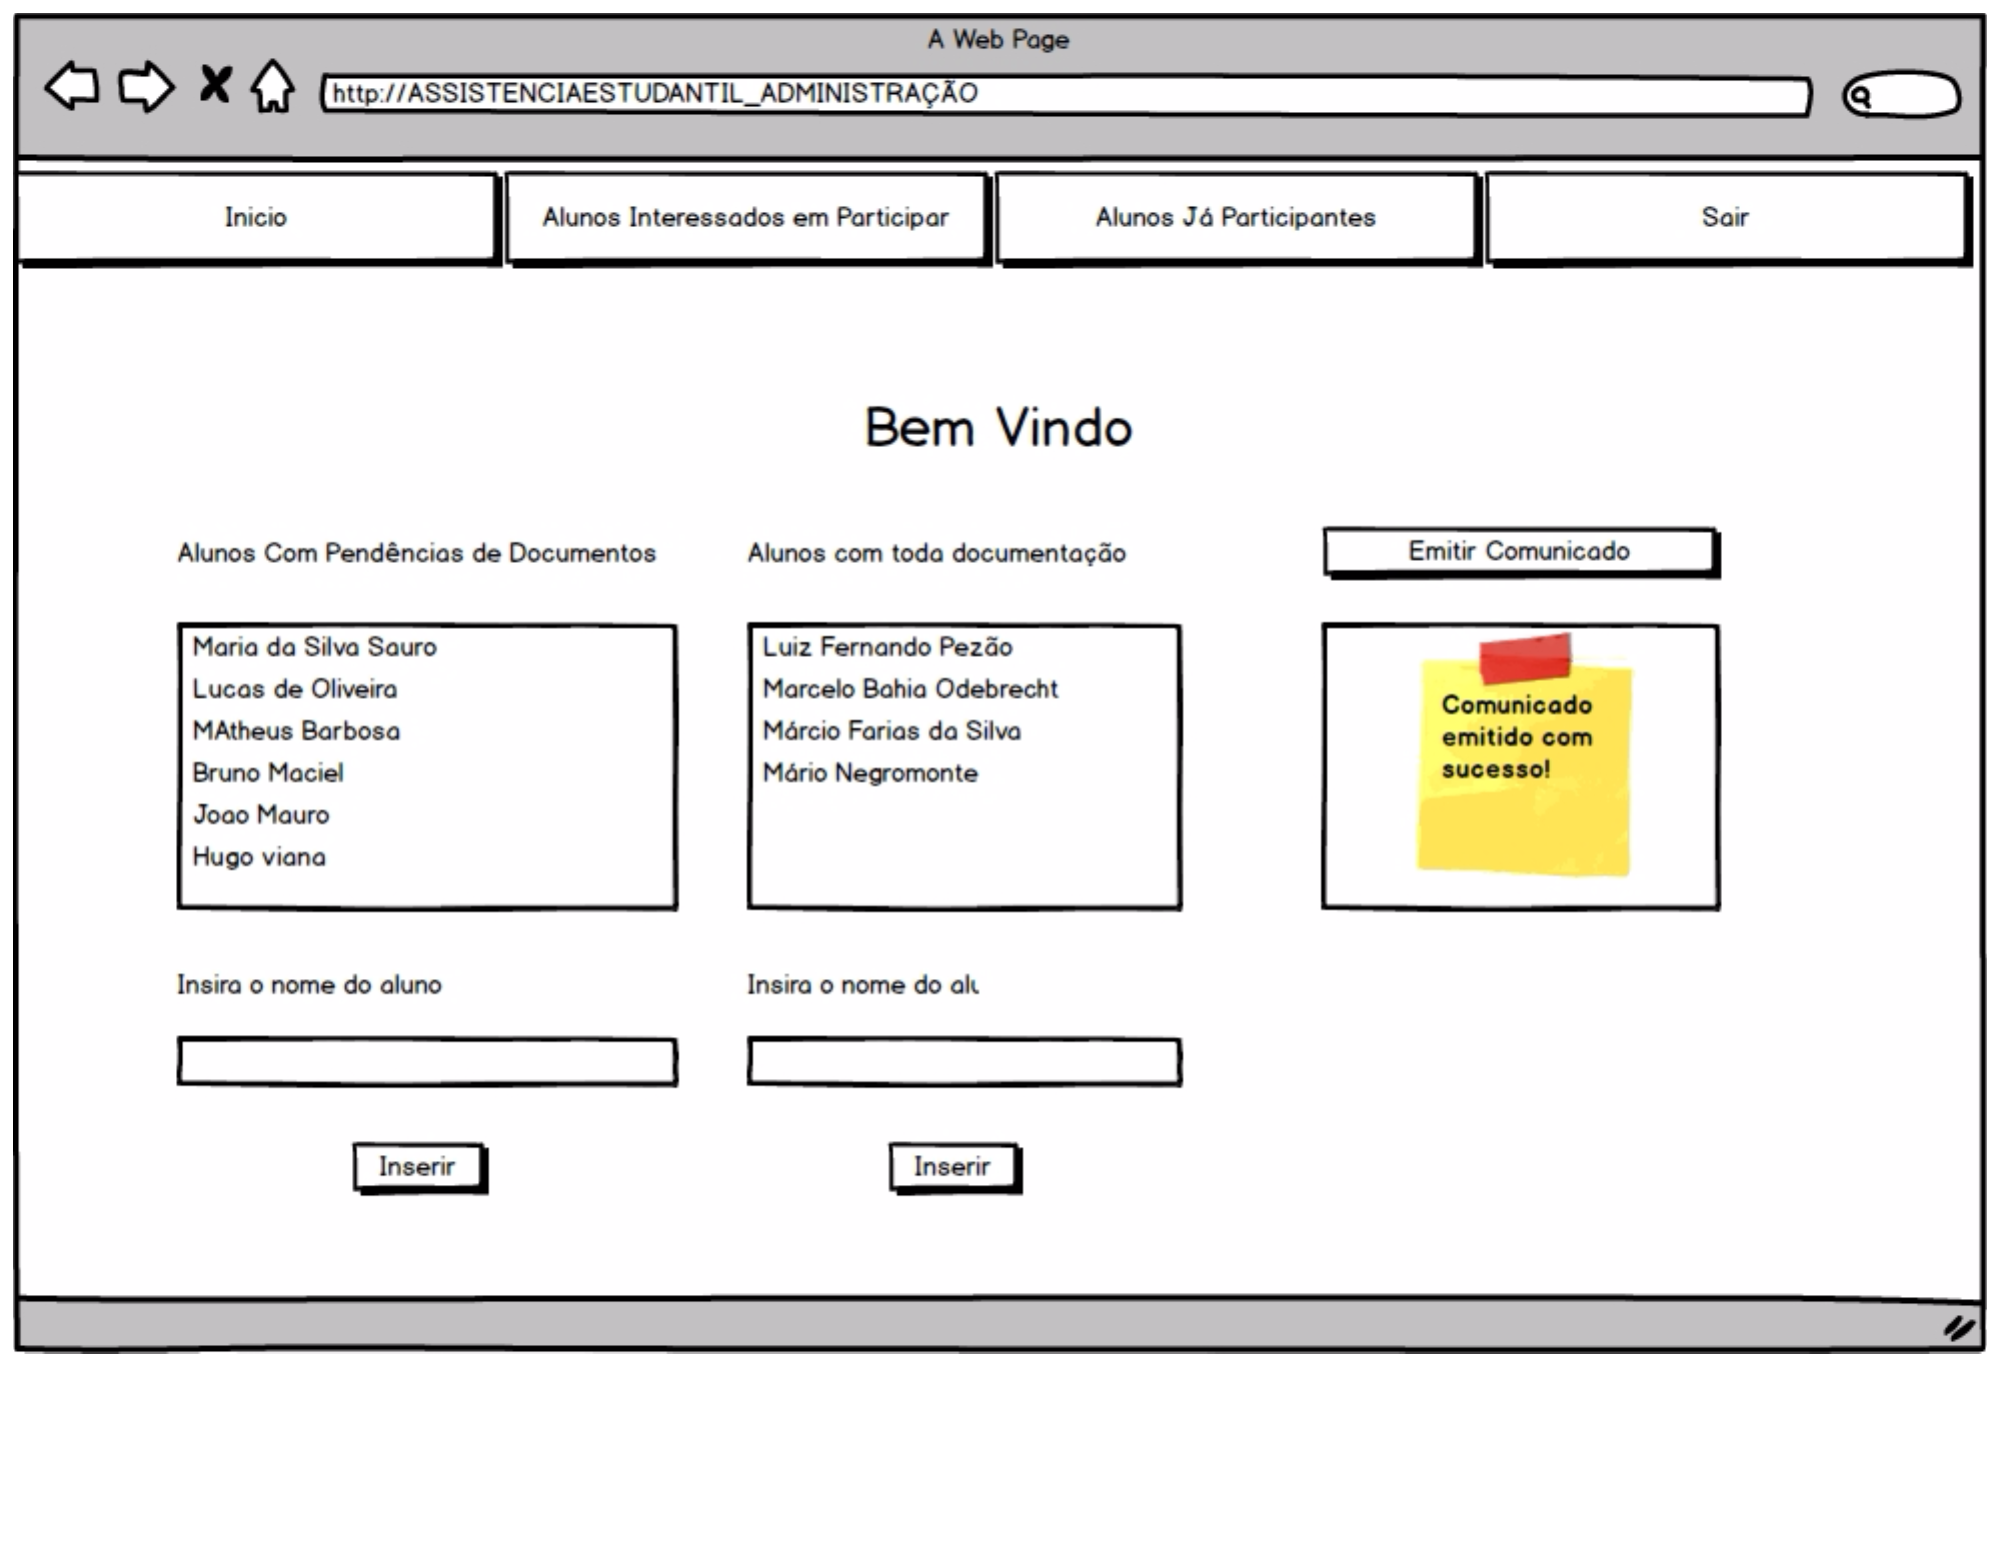 A Web Page
http://ASSISTENCIAESTUDANTIL_ADMINISTRAÇÃO
Inicio
Alunos Interessados em Participar
Alunos Já Participantes
Sair
Bem Vindo
Alunos Com Pendências de Documentos
Maria da Silva Sauro
Lucas de Oliveira
MAtheus Barbosa
Bruno Maciel
Joao Mauro
Hugo viana
Insira o nome do aluno
Inserir
Alunos com toda documentação
Luiz Fernando Pezão
Marcelo Bahia Odebrecht
Márcio Farias da Silva
Mário Negromonte
Insira o nome do alu
Inserir
Emitir Comunicado
Comunicado
emitido com
sucesso!